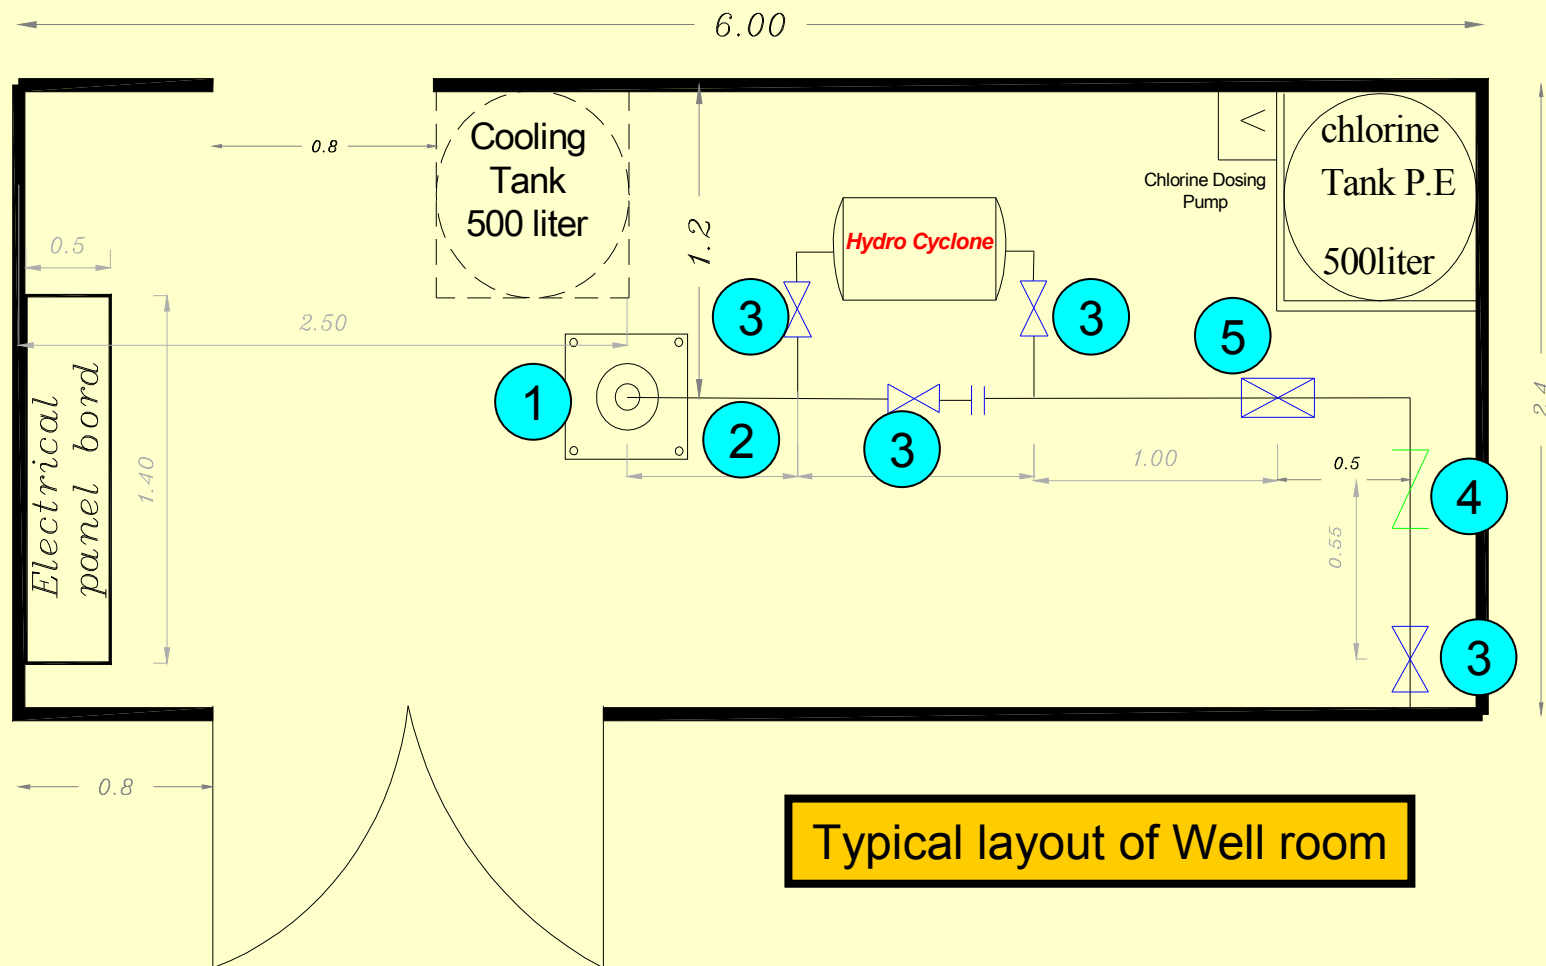 6.00
0.8
Cooling
Tank
500 liter
1.2
Hydro Cyclone
Chlorine Dosing
Pump
chlorine
Tank P.E
500liter
0.5
2.50
3
3
5
1
2
3
1.00
0.5
4
2.4
Electrical
panel bord
1.40
0.55
3
0.8
Typical layout of Well room